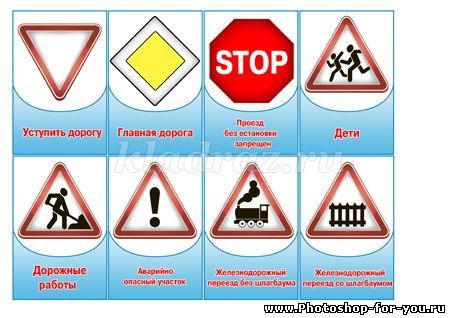 STOP
Уступить дорогу
Главная дорога
Проезд
без остановки
запрещен
Дети
kladraz.ru
Дорожные
работы
Аварийно
опасный участок
Железнодорожный
переезд без шлагбаума
Железнодорожный
переезд со шлагбаумом
www.Photoshop-for-you.ru